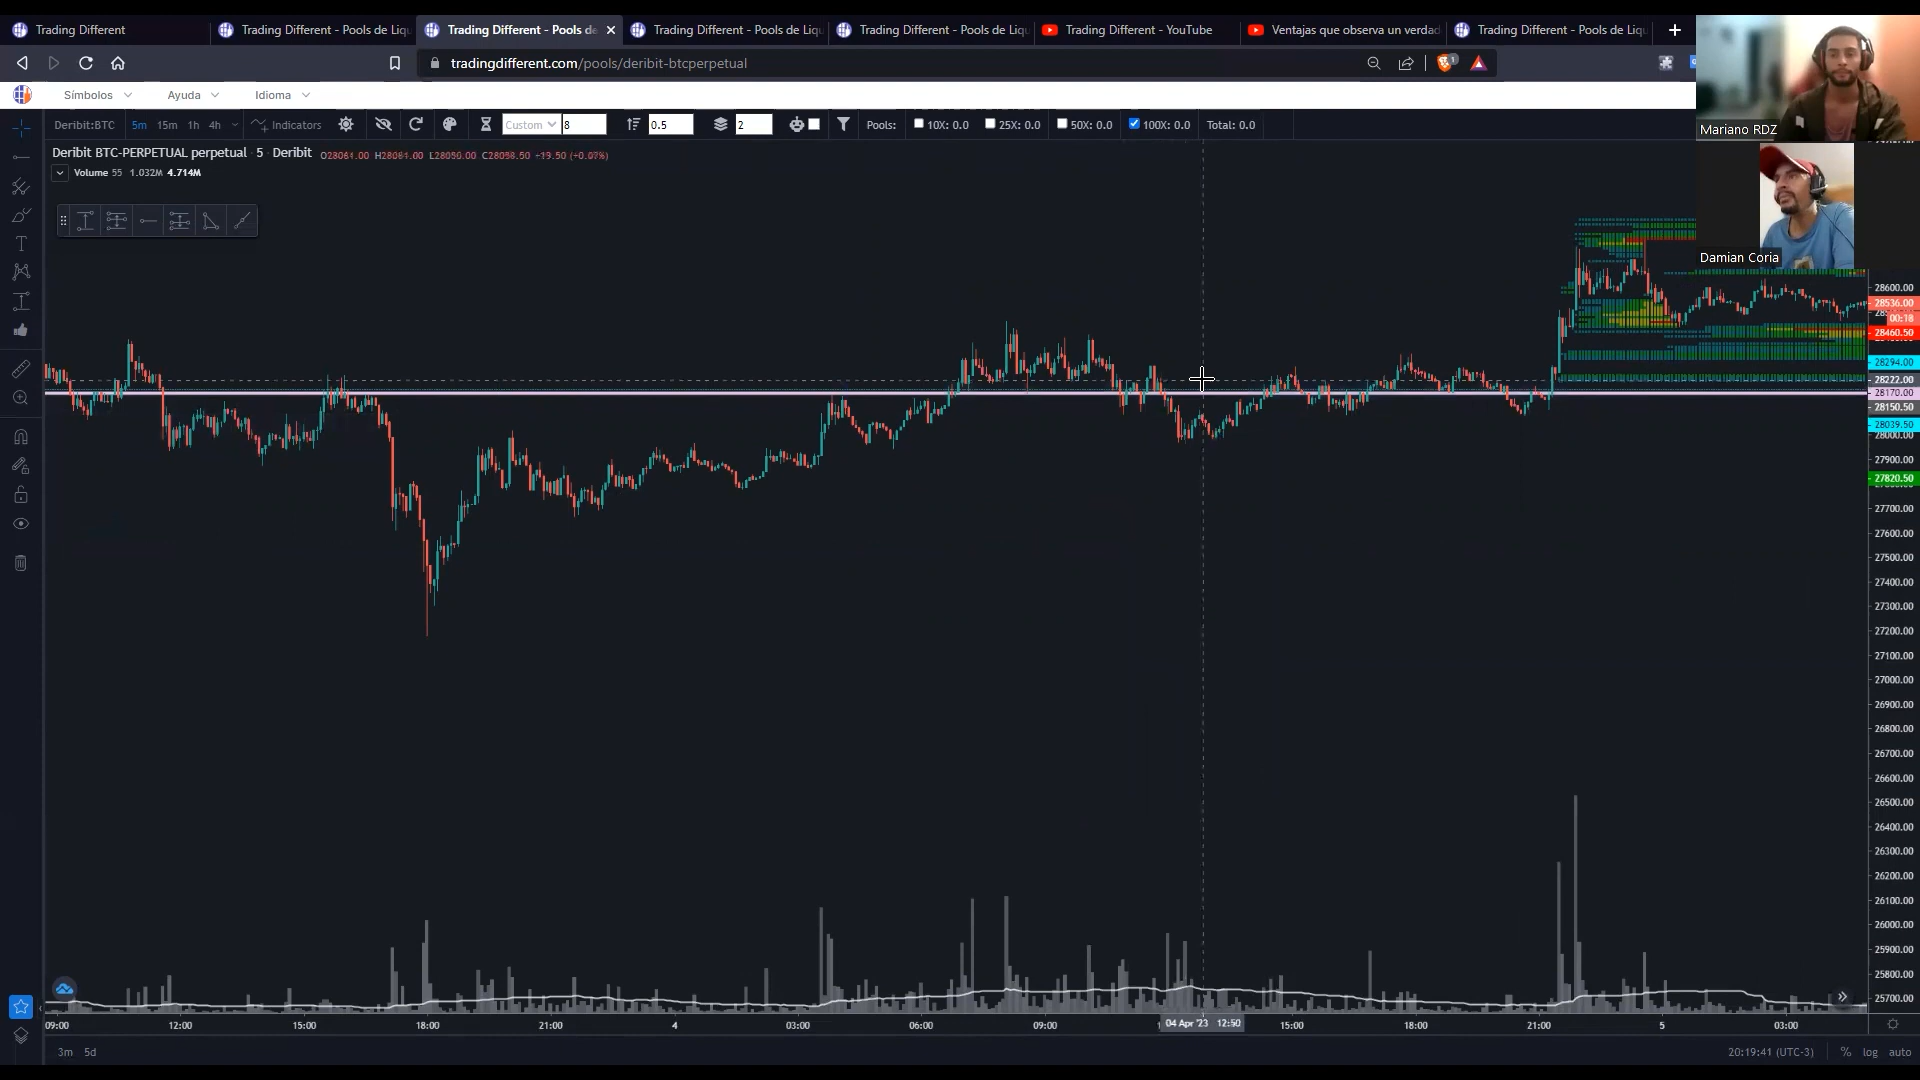 Trading Different
Trading Different - Pools de Liqu
Trading Different - Pools de
Trading Different - Pools de Liqu
Trading Different - Pools de Liqu
Trading Different - YouTube
Ventajas que observa un verdad
Trading Different - Pools de Liqu
tradingdifferent.com/pools/deribit-btcperpetual
1
Símbolos
Ayuda
Idioma
Mariano RDZ
Deribit:BTC
5m
15m
1h
4h
Indicators
Custom
8
0.5
2
Pools:
10X: 0.0
25X: 0.0
50X: 0.0
100X: 0.0
Total: 0.0
Deribit BTC-PERPETUAL perpetual · 5 · Deribit
Volume 55 1.032M 4.714M
Damian Coria
28600.00
28536.00
00:18
28460.50
28294.00
28222.00
28170.00
28150.50
28039.50
28000.00
27900.00
27820.50
27700.00
27600.00
27500.00
27400.00
27300.00
27200.00
27100.00
27000.00
26900.00
26800.00
26700.00
26600.00
26500.00
26400.00
26300.00
26200.00
26100.00
26000.00
25900.00
25800.00
25700.00
09:00
12:00
15:00
18:00
21:00
4
03:00
06:00
09:00
04 Apr '23 12:50
15:00
18:00
21:00
5
03:00
3m
5d
20:19:41 (UTC-3)
%
log
auto